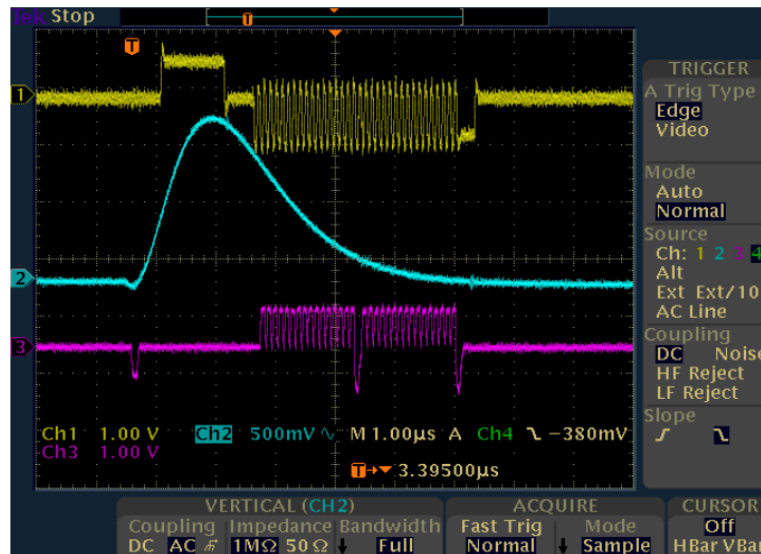 Tek Stop
T
T
1
2
3
Ch1 1.00 V Ch2 500mV∿ M 1.00µs A Ch4 ꔪ −380mV
Ch3 1.00 V
T→▼ 3.39500µs
TRIGGER
A Trig Type
Edge
Video
Mode
Auto
Normal
Source
Ch: 1 2 3 4
Alt
Ext Ext/10
AC Line
Coupling
DC Noise
HF Reject
LF Reject
Slope
VERTICAL (CH2)
Coupling Impedance Bandwidth
DC AC 1MΩ 50Ω Full
ACQUIRE
Fast Trig Mode
Normal Sample
CURSOR
Off
HBar VBar